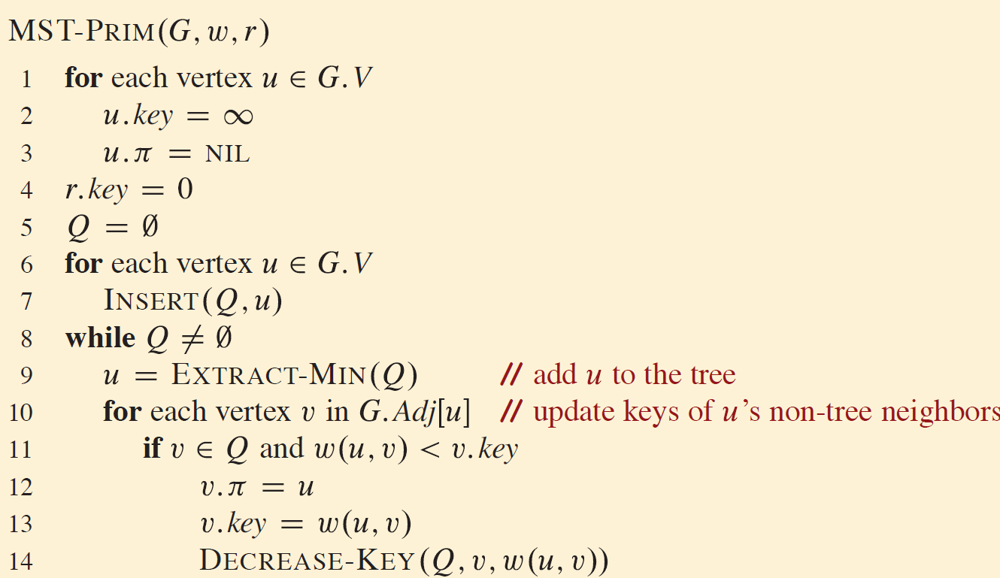 MST-PRIM(G, w, r)
1 for each vertex u ∈ G.V
2 u.key = ∞
3 u.π = NIL
4 r.key = 0
5 Q = ∅
6 for each vertex u ∈ G.V
7 INSERT(Q, u)
8 while Q ≠ ∅
9 u = EXTRACT-MIN(Q) // add u to the tree
10 for each vertex v in G.Adj[u] // update keys of u's non-tree neighbors
11 if v ∈ Q and w(u, v) < v.key
12 v.π = u
13 v.key = w(u, v)
14 DECREASE-KEY(Q, v, w(u, v))